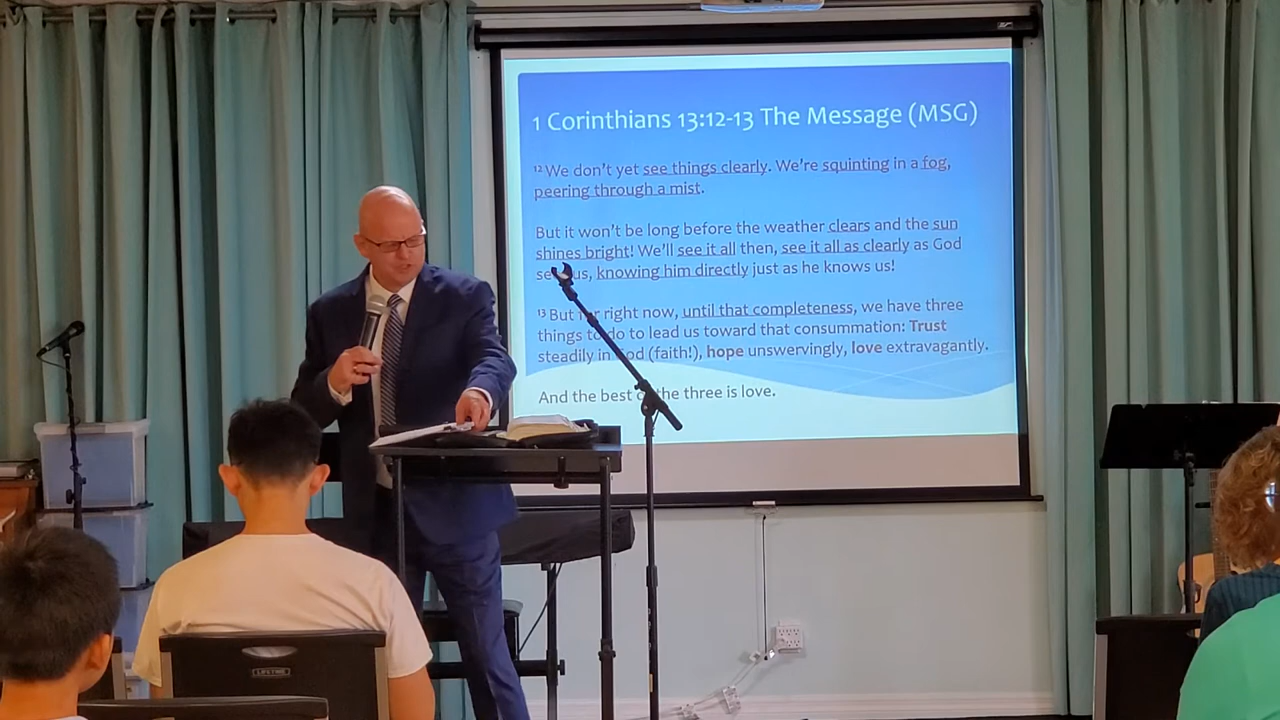 1 Corinthians 13:12-13 The Message (MSG)
12 We don't yet see things clearly. We're squinting in a fog,
peering through a mist.
But it won't be long before the weather clears and the sun
shines bright! We'll see it all then, see it all as clearly as God
us, knowing him directly just as he knows us!
13 But right now, until that completeness, we have three
things to do to lead us toward that consummation: Trust
steadily in (faith!), hope unswervingly, love extravagantly.
And the best the three is love.
LIFETIME